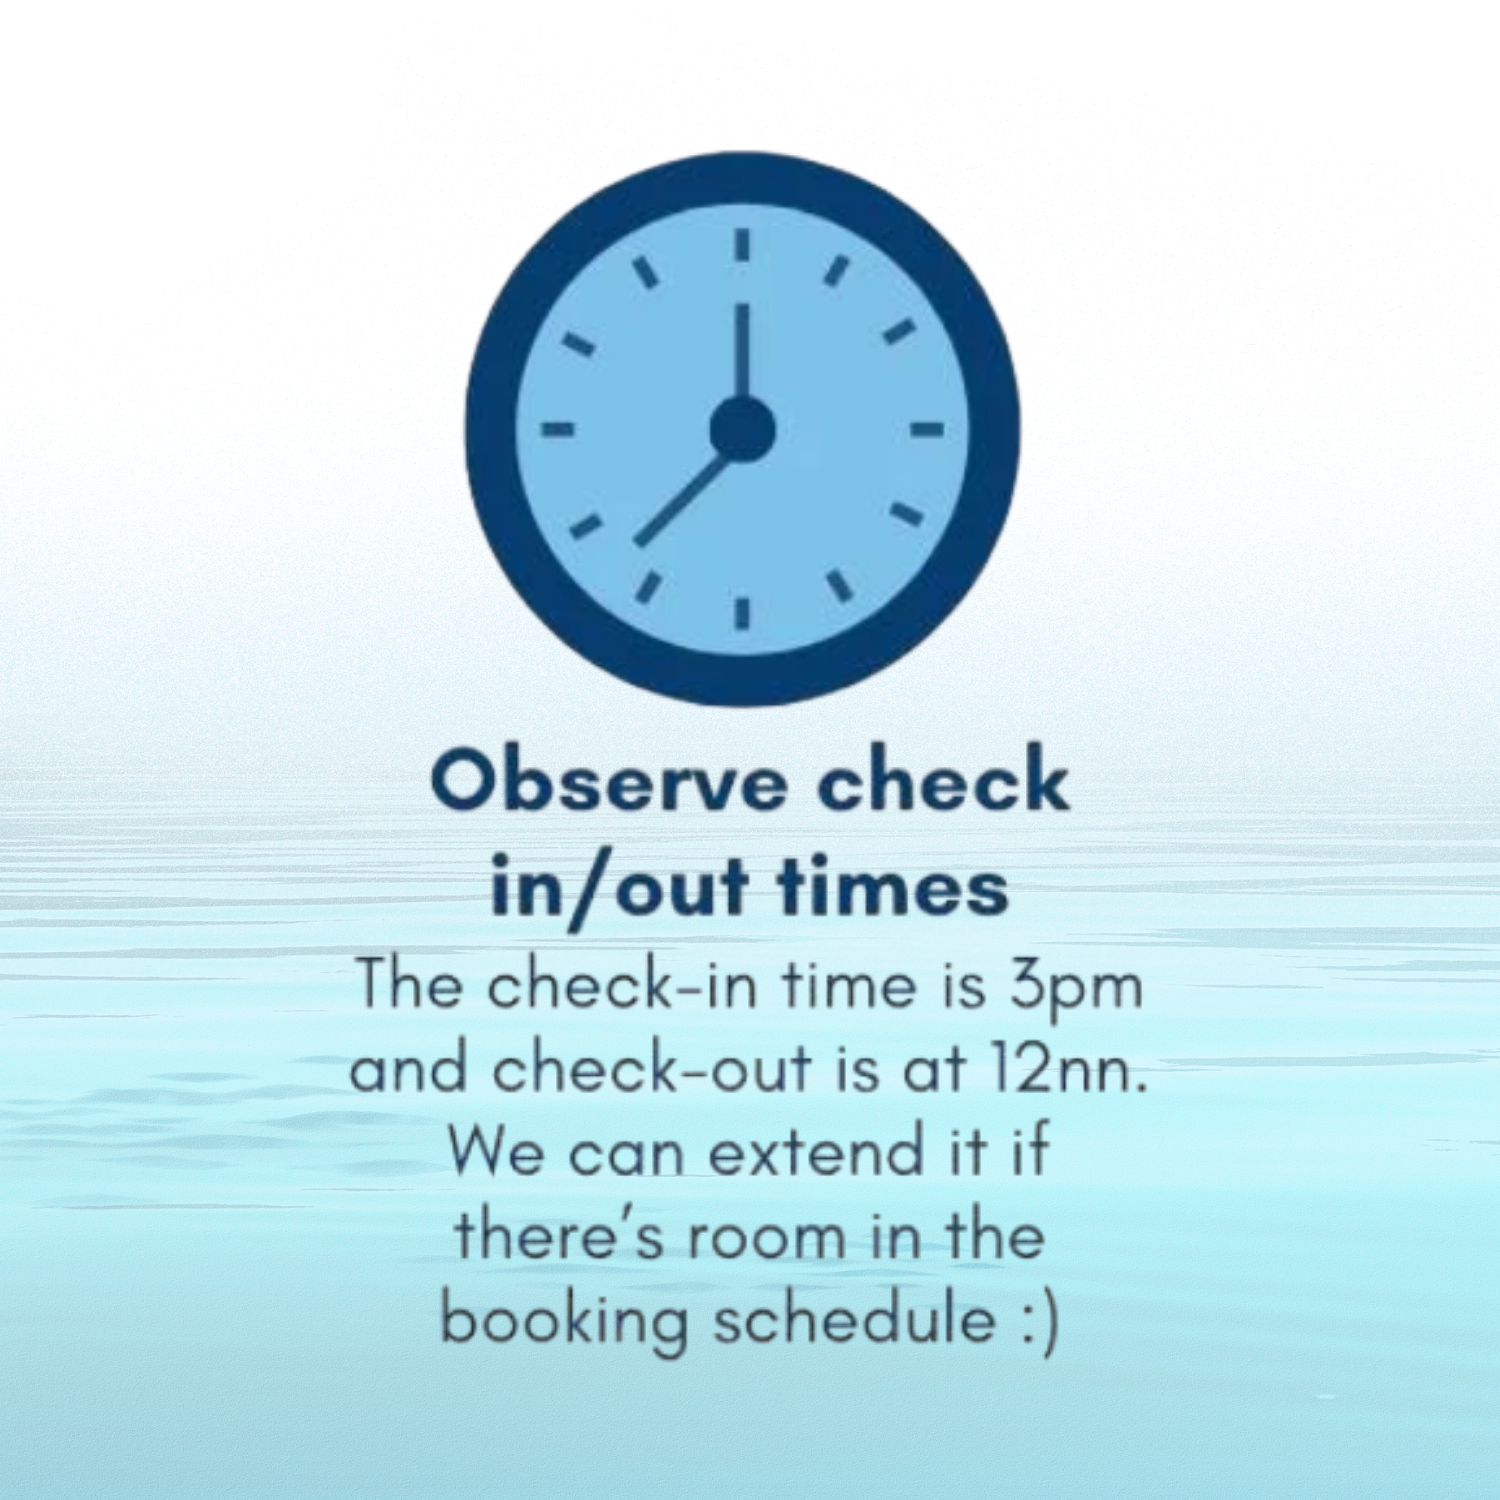 Observe check
in/out times
The check-in time is 3pm
and check-out is at 12nn.
We can extend it if
there's room in the
booking schedule :)